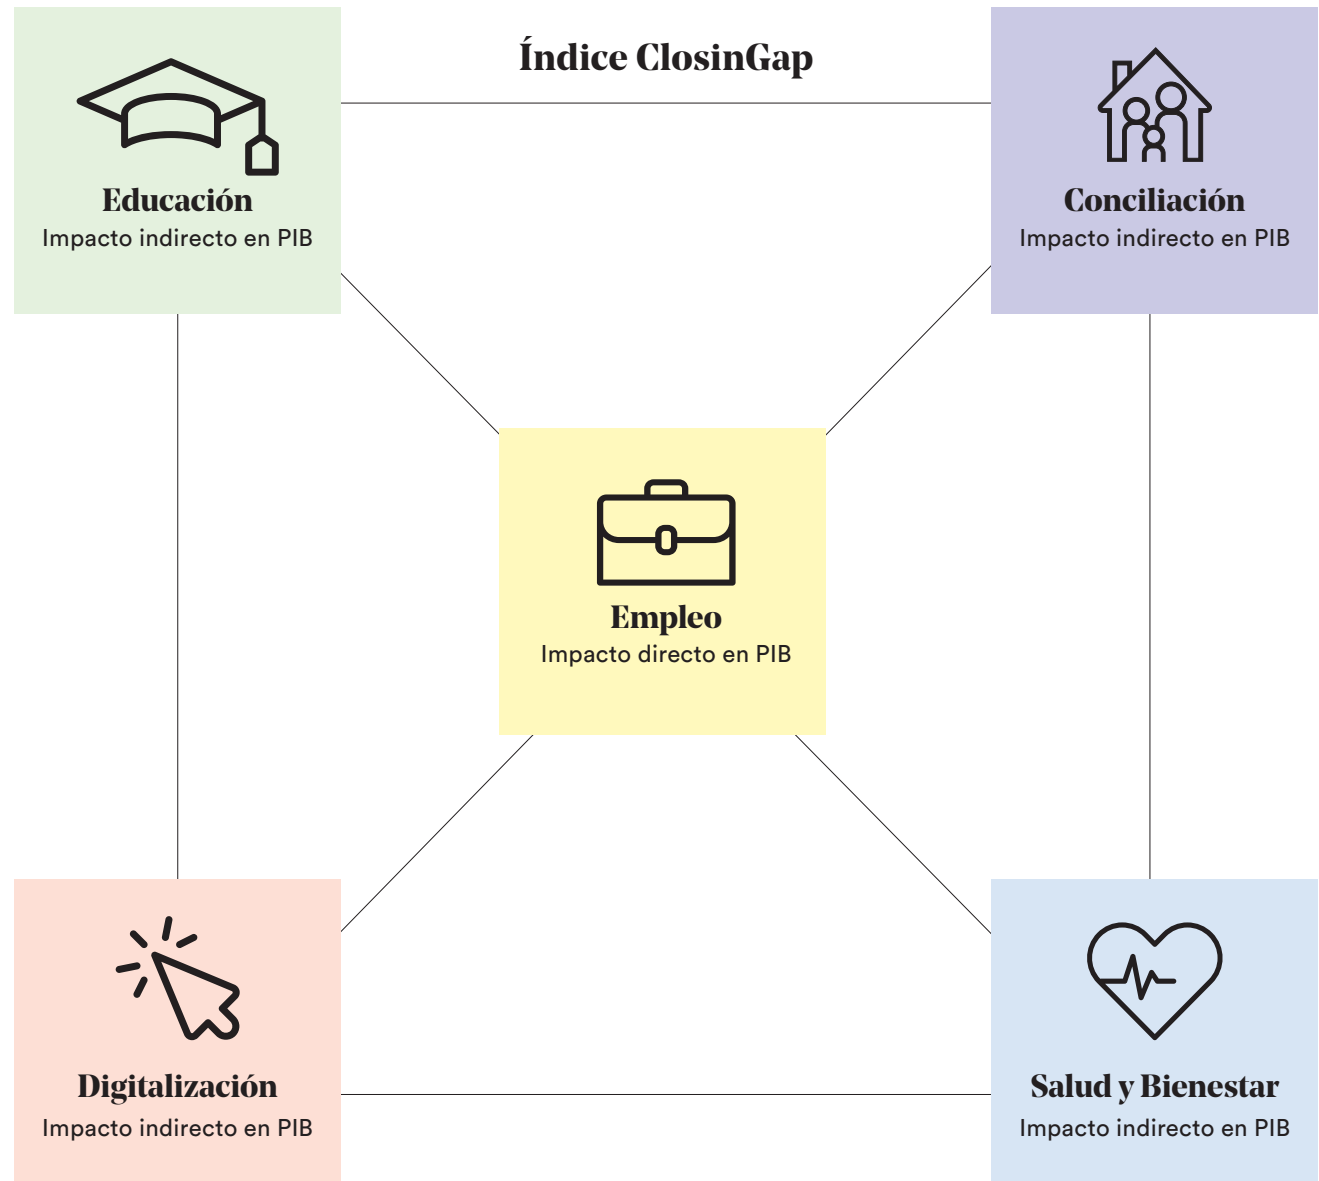 Índice ClosinGap
Educación
Impacto indirecto en PIB
Conciliación
Impacto indirecto en PIB
Empleo
Impacto directo en PIB
Digitalización
Impacto indirecto en PIB
Salud y Bienestar
Impacto indirecto en PIB